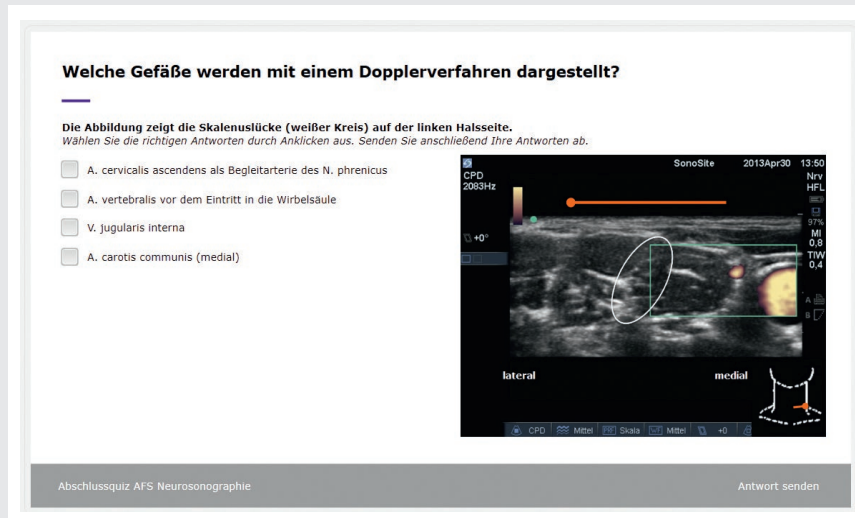 Welche Gefäße werden mit einem Dopplerverfahren dargestellt?
Die Abbildung zeigt die Skalenuslücke (weißer Kreis) auf der linken Halsseite.
Wählen Sie die richtigen Antworten durch Anklicken aus. Senden Sie anschließend Ihre Antworten ab.
A. cervicalis ascendens als Begleitarterie des N. phrenicus
A. vertebralis vor dem Eintritt in die Wirbelsäule
V. jugularis interna
A. carotis communis (medial)
SonoSite 2013Apr30 13:50
CPD
2083Hz
Nrv
HFL
97%
MI
0,8
TIW
0,4
+0°
A
B
lateral medial
CPD Mittel PRF Skala WF Mittel +0
Abschlussquiz AFS Neurosonographie Antwort senden